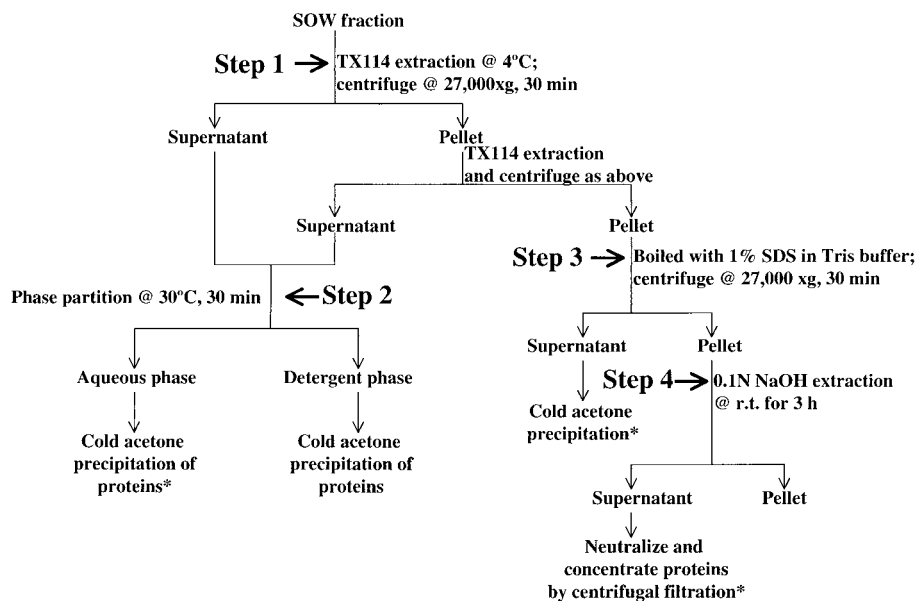 SOW fraction
Step 1
TX114 extraction @ 4ºC;
centrifuge @ 27,000xg, 30 min
Supernatant
Pellet
TX114 extraction
and centrifuge as above
Supernatant
Pellet
Step 3
Boiled with 1% SDS in Tris buffer;
centrifuge @ 27,000 xg, 30 min
Phase partition @ 30ºC, 30 min
Step 2
Supernatant
Pellet
Aqueous phase
Detergent phase
Step 4
0.1N NaOH extraction
@ r.t. for 3 h
Cold acetone
precipitation*
Cold acetone
precipitation of
proteins*
Cold acetone
precipitation of
proteins
Supernatant
Pellet
Neutralize and
concentrate proteins
by centrifugal filtration*